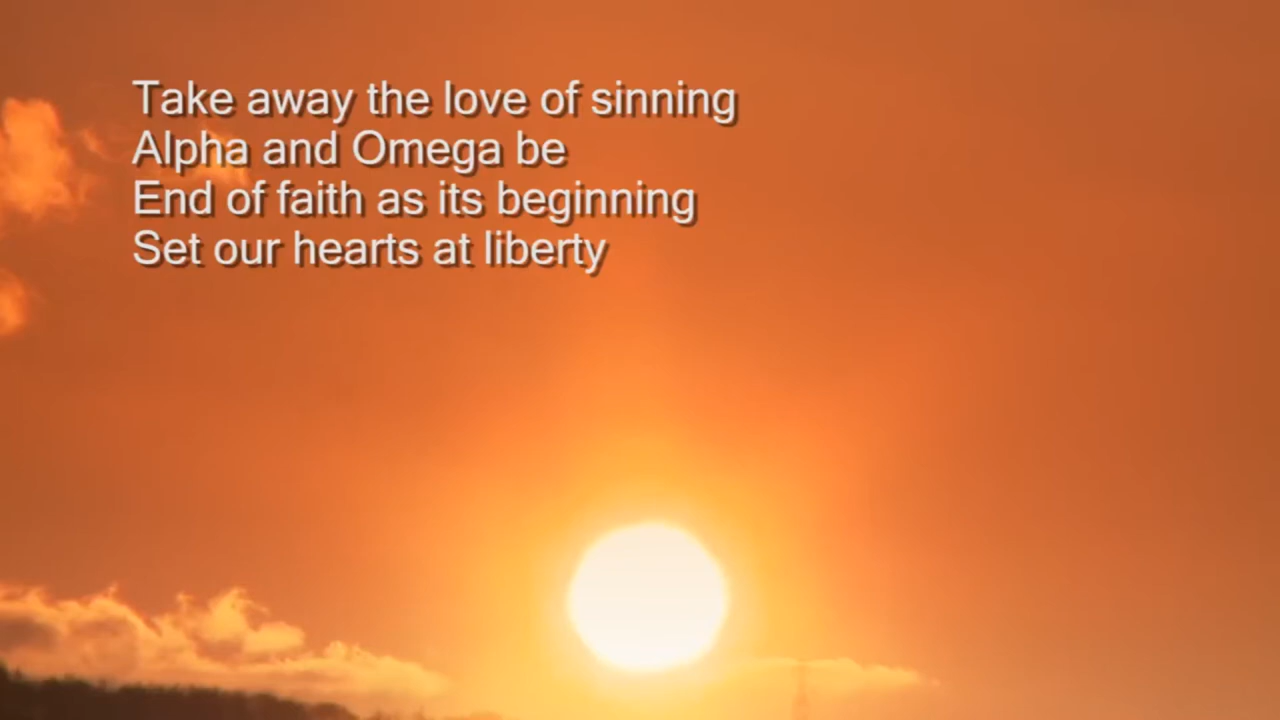 Take away the love of sinning
Alpha and Omega be
End of faith as its beginning
Set our hearts at liberty